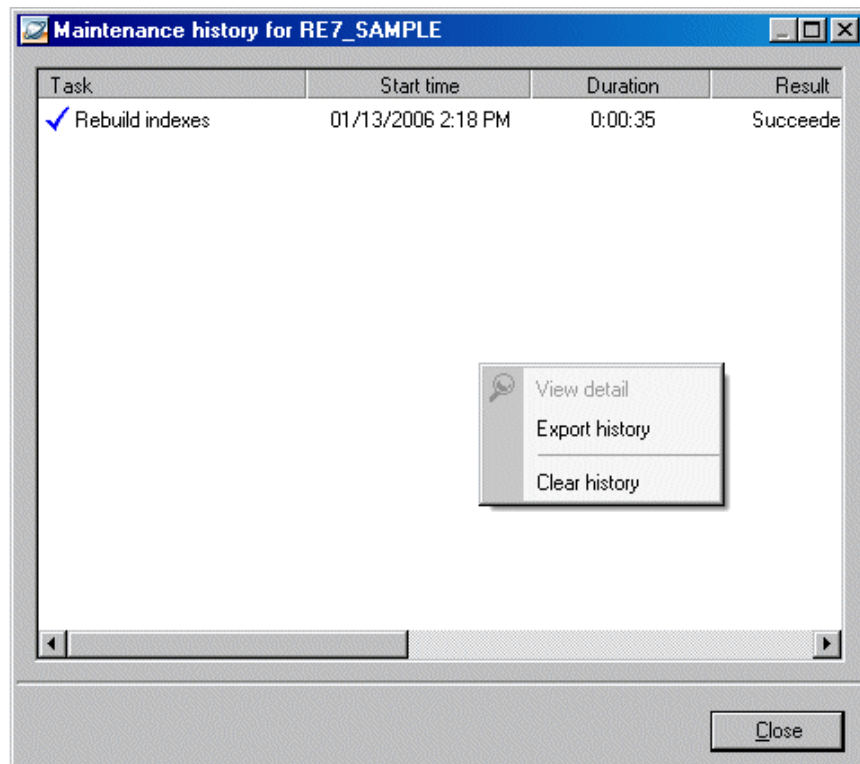 Maintenance history for RE7_SAMPLE
Task Start time Duration Result
Rebuild indexes 01/13/2006 2:18 PM 0:00:35 Succeede
View detail
Export history
Clear history
Close